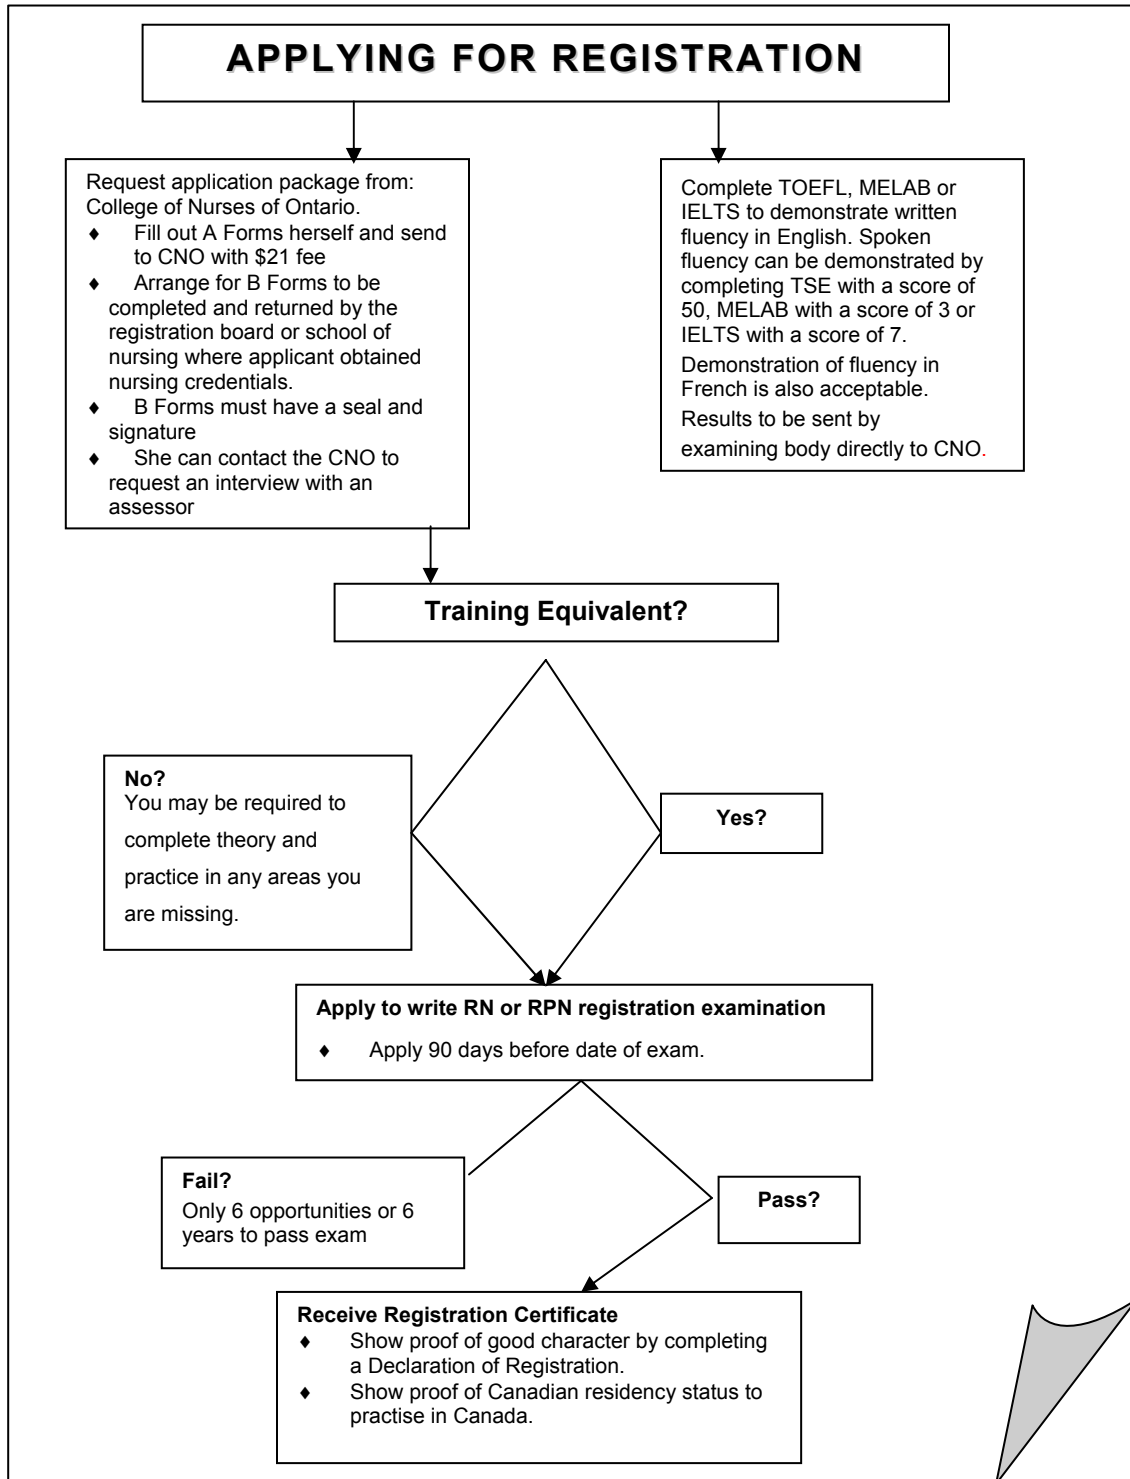 APPLYING FOR REGISTRATION
Request application package from:
College of Nurses of Ontario.
♦ Fill out A Forms herself and send
to CNO with $21 fee
♦ Arrange for B Forms to be
completed and returned by the
registration board or school of
nursing where applicant obtained
nursing credentials.
♦ B Forms must have a seal and
signature
♦ She can contact the CNO to
request an interview with an
assessor
Complete TOEFL, MELAB or
IELTS to demonstrate written
fluency in English. Spoken
fluency can be demonstrated by
completing TSE with a score of
50, MELAB with a score of 3 or
IELTS with a score of 7.
Demonstration of fluency in
French is also acceptable.
Results to be sent by
examining body directly to CNO.
Training Equivalent?
No?
You may be required to
complete theory and
practice in any areas you
are missing.
Yes?
Apply to write RN or RPN registration examination
♦ Apply 90 days before date of exam.
Fail?
Only 6 opportunities or 6
years to pass exam
Pass?
Receive Registration Certificate
♦ Show proof of good character by completing
a Declaration of Registration.
♦ Show proof of Canadian residency status to
practise in Canada.